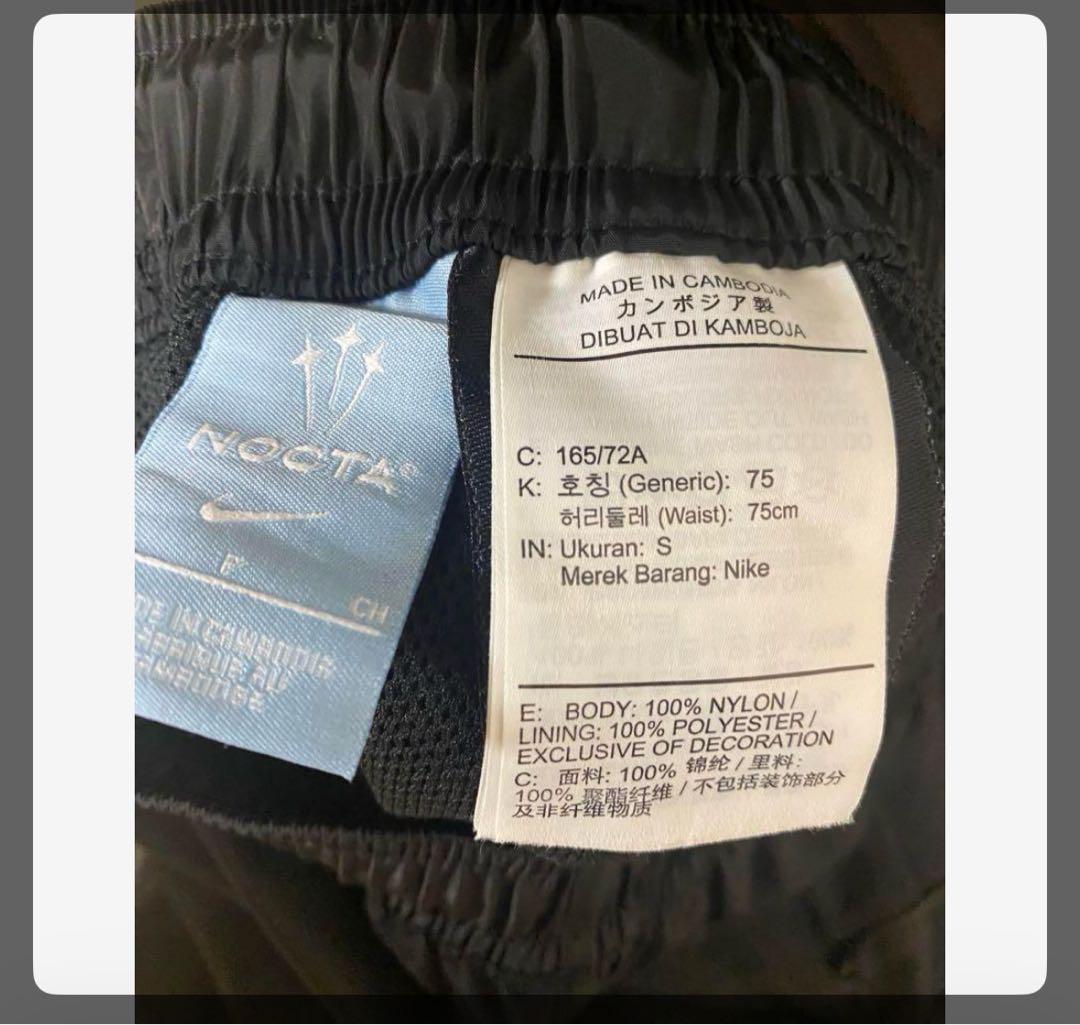 NOCTA®
P
CH
MADE IN CAMBODIA
カンボジア製
DIBUAT DI KAMBOJA
C: 165/72A
K: 호칭 (Generic): 75
허리둘레 (Waist): 75cm
IN: Ukuran: S
Merek Barang: Nike
E: BODY: 100% NYLON /
LINING: 100% POLYESTER /
EXCLUSIVE OF DECORATION
C: 面料: 100% 锦纶 / 里料:
100% 聚酯纤维 / 不包括装饰部分
及非纤维物质